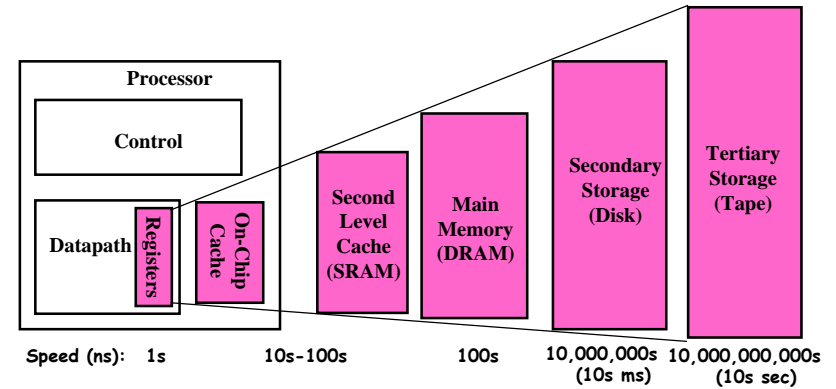 Processor
Control
Datapath
Registers
On-Chip
Cache
Second
Level
Cache
(SRAM)
Main
Memory
(DRAM)
Secondary
Storage
(Disk)
Tertiary
Storage
(Tape)
Speed (ns): 1s 10s-100s 100s 10,000,000s 10,000,000,000s
(10s ms) (10s sec)